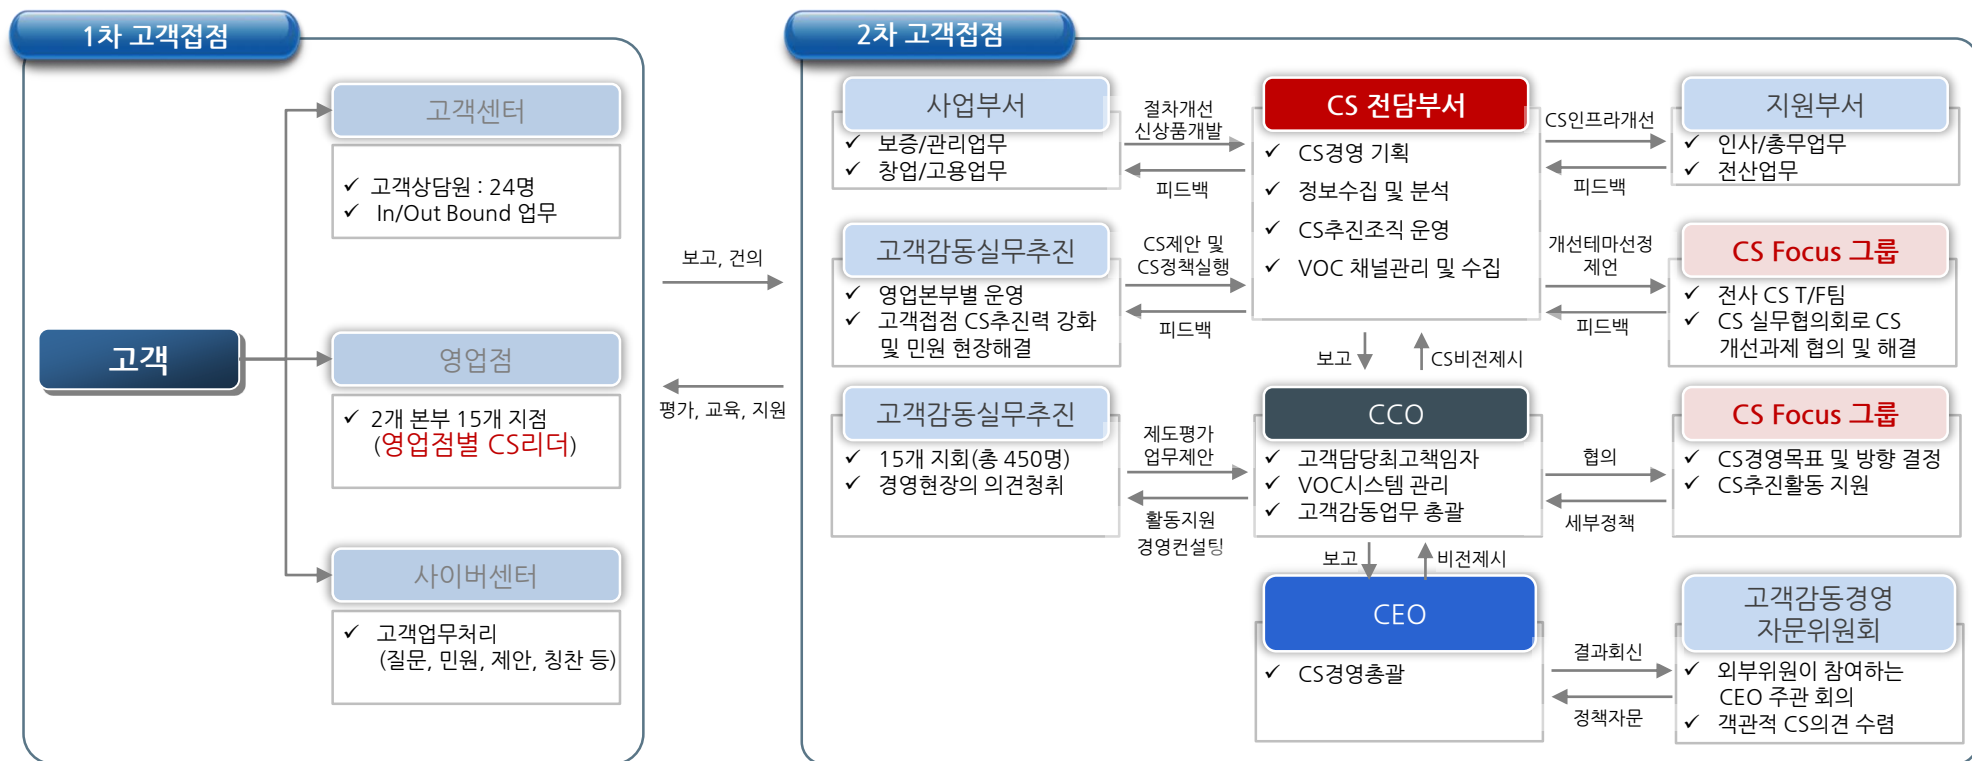 1차 고객접점
고객
고객센터
✓ 고객상담원 : 24명
✓ In/Out Bound 업무
영업점
✓ 2개 본부 15개 지점
(영업점별 CS리더)
사이버센터
✓ 고객업무처리
(질문, 민원, 제안, 칭찬 등)
보고, 건의
평가, 교육, 지원
2차 고객접점
사업부서
✓ 보증/관리업무
✓ 창업/고용업무
절차개선
신상품개발
피드백
CS 전담부서
✓ CS경영 기획
✓ 정보수집 및 분석
✓ CS추진조직 운영
✓ VOC 채널관리 및 수집
CS인프라개선
피드백
지원부서
✓ 인사/총무업무
✓ 전산업무
고객감동실무추진
✓ 영업본부별 운영
✓ 고객접점 CS추진력 강화
및 민원 현장해결
CS제안 및
CS정책실행
피드백
개선테마선정
제언
피드백
CS Focus 그룹
✓ 전사 CS T/F팀
✓ CS 실무협의회로 CS
개선과제 협의 및 해결
보고
CS비전제시
고객감동실무추진
✓ 15개 지회(총 450명)
✓ 경영현장의 의견청취
제도평가
업무제안
활동지원
경영컨설팅
CCO
✓ 고객담당최고책임자
✓ VOC시스템 관리
✓ 고객감동업무 총괄
협의
세부정책
CS Focus 그룹
✓ CS경영목표 및 방향 결정
✓ CS추진활동 지원
보고
비전제시
CEO
✓ CS경영총괄
결과회신
정책자문
고객감동경영
자문위원회
✓ 외부위원이 참여하는
CEO 주관 회의
✓ 객관적 CS의견 수렴